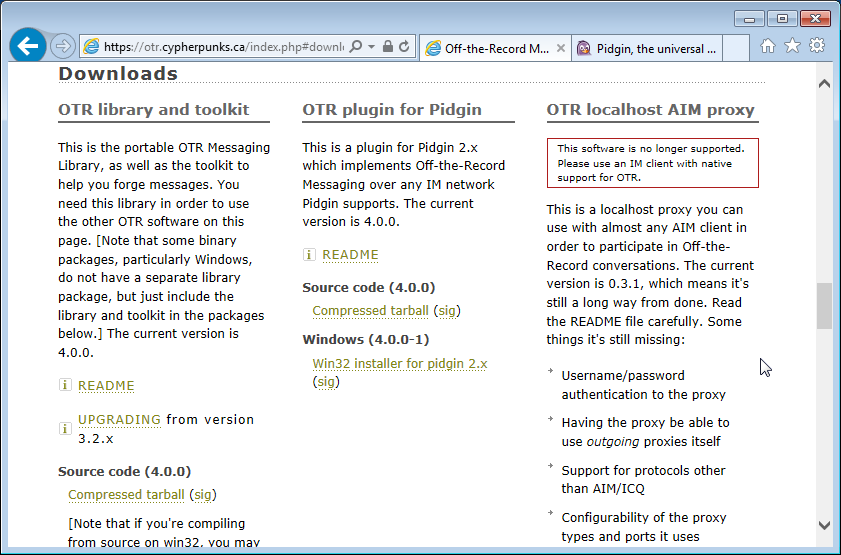 https://otr.cypherpunks.ca/index.php#downl
Off-the-Record M...
Pidgin, the universal ...
Downloads
OTR library and toolkit
This is the portable OTR Messaging
Library, as well as the toolkit to
help you forge messages. You
need this library in order to use
the other OTR software on this
page. [Note that some binary
packages, particularly Windows,
do not have a separate library
package, but just include the
library and toolkit in the packages
below.] The current version is
4.0.0.
i README
i UPGRADING from version
3.2.x
Source code (4.0.0)
Compressed tarball (sig)
[Note that if you're compiling
from source on win32, you may
OTR plugin for Pidgin
This is a plugin for Pidgin 2.x
which implements Off-the-Record
Messaging over any IM network
Pidgin supports. The current
version is 4.0.0.
i README
Source code (4.0.0)
Compressed tarball (sig)
Windows (4.0.0-1)
Win32 installer for pidgin 2.x
(sig)
OTR localhost AIM proxy
This software is no longer supported.
Please use an IM client with native
support for OTR.
This is a localhost proxy you can
use with almost any AIM client in
order to participate in Off-the-
Record conversations. The current
version is 0.3.1, which means it's
still a long way from done. Read
the README file carefully. Some
things it's still missing:
Username/password
authentication to the proxy
Having the proxy be able to
use outgoing proxies itself
Support for protocols other
than AIM/ICQ
Configurability of the proxy
types and ports it uses